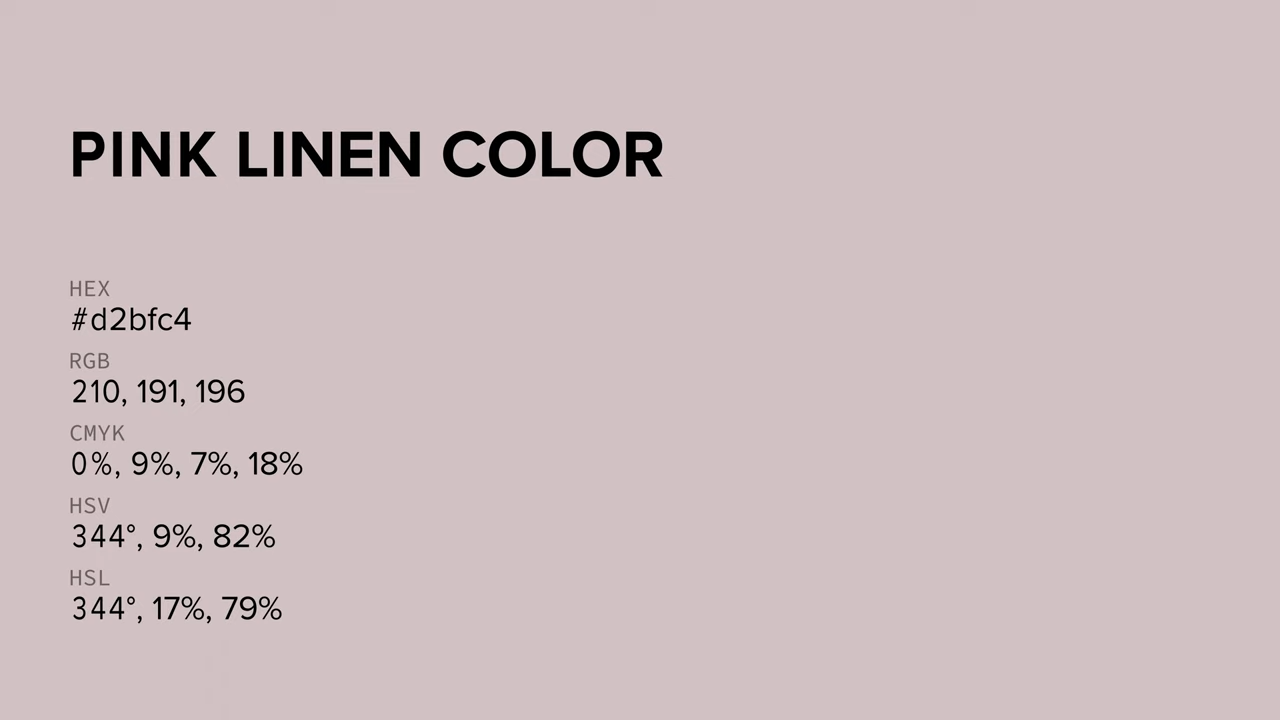 PINK LINEN COLOR
HEX
#d2bfc4
RGB
210, 191, 196
CMYK
0%, 9%, 7%, 18%
HSV
344°, 9%, 82%
HSL
344°, 17%, 79%